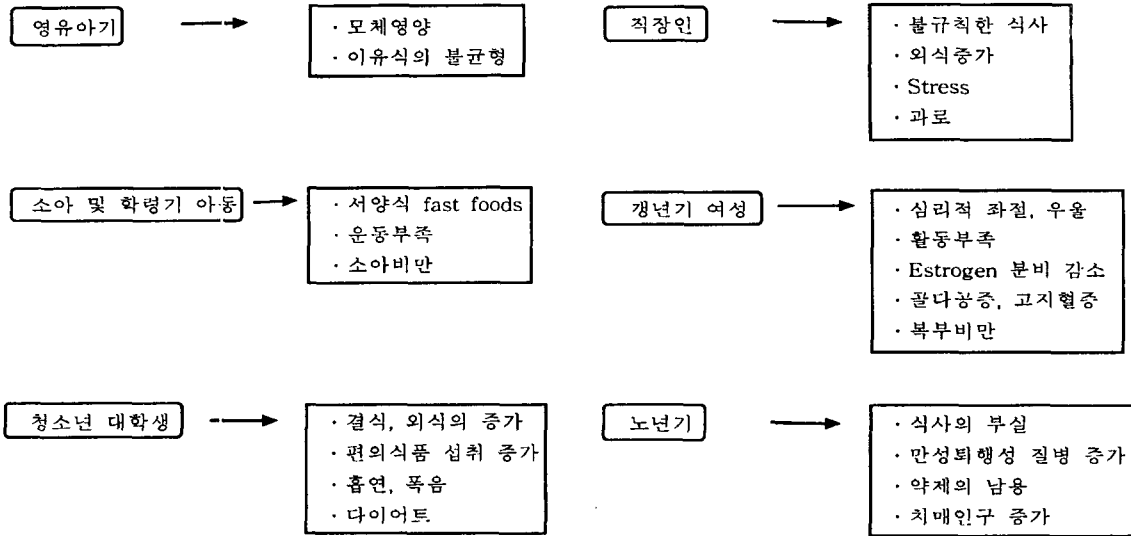 영유아기
· 모체영양
· 이유식의 불균형
직장인
· 불규칙한 식사
· 외식증가
· Stress
· 과로
소아 및 학령기 아동
· 서양식 fast foods
· 운동부족
· 소아비만
갱년기 여성
· 심리적 좌절, 우울
· 활동부족
· Estrogen 분비 감소
· 골다공증, 고지혈증
· 복부비만
청소년 대학생
· 결식, 외식의 증가
· 편의식품 섭취 증가
· 흡연, 폭음
· 다이어트
노년기
· 식사의 부실
· 만성퇴행성 질병 증가
· 약제의 남용
· 치매인구 증가